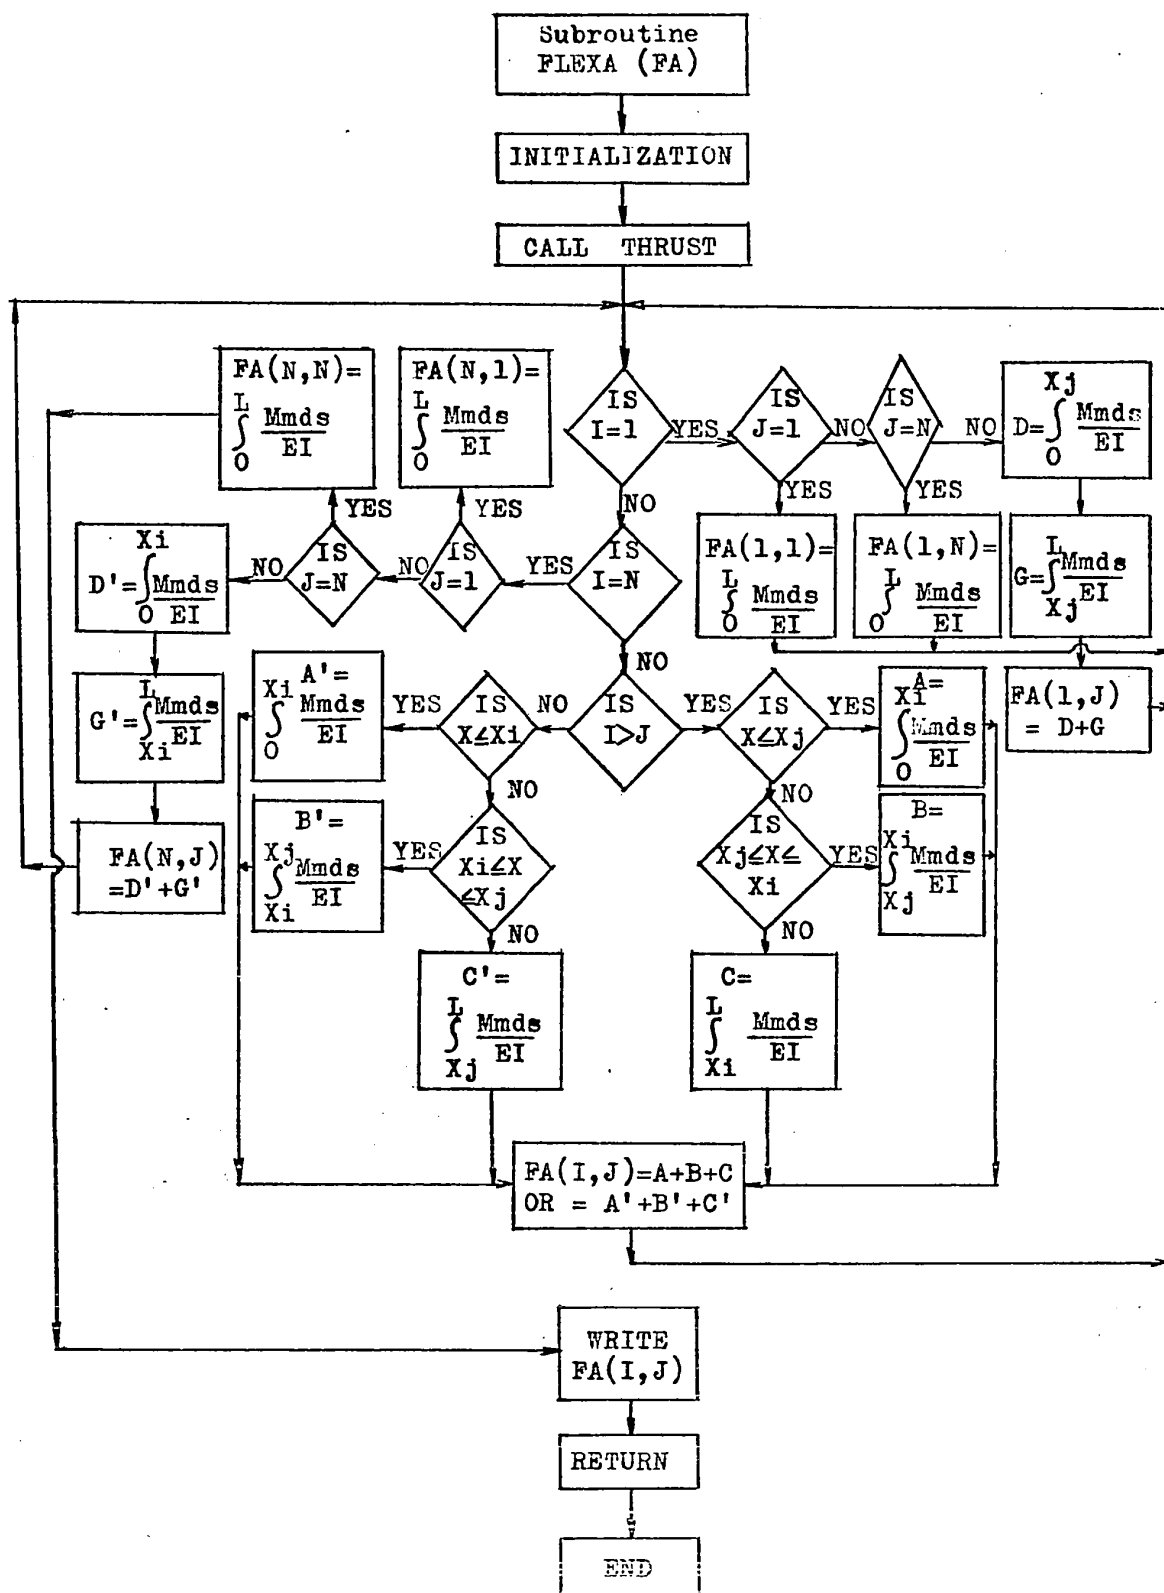 Subroutine
FLEXA (FA)
INITIALIZATION
CALL THRUST
FA(N,N)=
L
∫ Mmds
0 EI
FA(N,1)=
L
∫ Mmds
0 EI
IS
I=1
YES
IS
J=1
NO
IS
J=N
NO
Xj
D=∫ Mmds
0 EI
YES
YES
NO
YES
YES
Xi
D'=∫ Mmds
0 EI
NO
IS
J=N
NO
IS
J=1
YES
IS
I=N
FA(1,1)=
L
∫ Mmds
0 EI
FA(1,N)=
L
∫ Mmds
0 EI
L
G=∫ Mmds
Xj EI
NO
L
G'=∫ Mmds
Xi EI
A'=
Xi
∫ Mmds
0 EI
YES
IS
X≤Xi
NO
IS
I>J
YES
IS
X≤Xj
YES
A=
Xi
∫ Mmds
0 EI
FA(1,J)
= D+G
NO
NO
FA(N,J)
=D'+G'
B'=
Xj
∫ Mmds
Xi EI
YES
IS
Xi≤X
≤Xj
IS
Xj≤X≤
Xi
YES
B=
Xi
∫ Mmds
Xj EI
NO
NO
C'=
L
∫ Mmds
Xj EI
C=
L
∫ Mmds
Xi EI
FA(I,J)=A+B+C
OR = A'+B'+C'
WRITE
FA(I,J)
RETURN
END